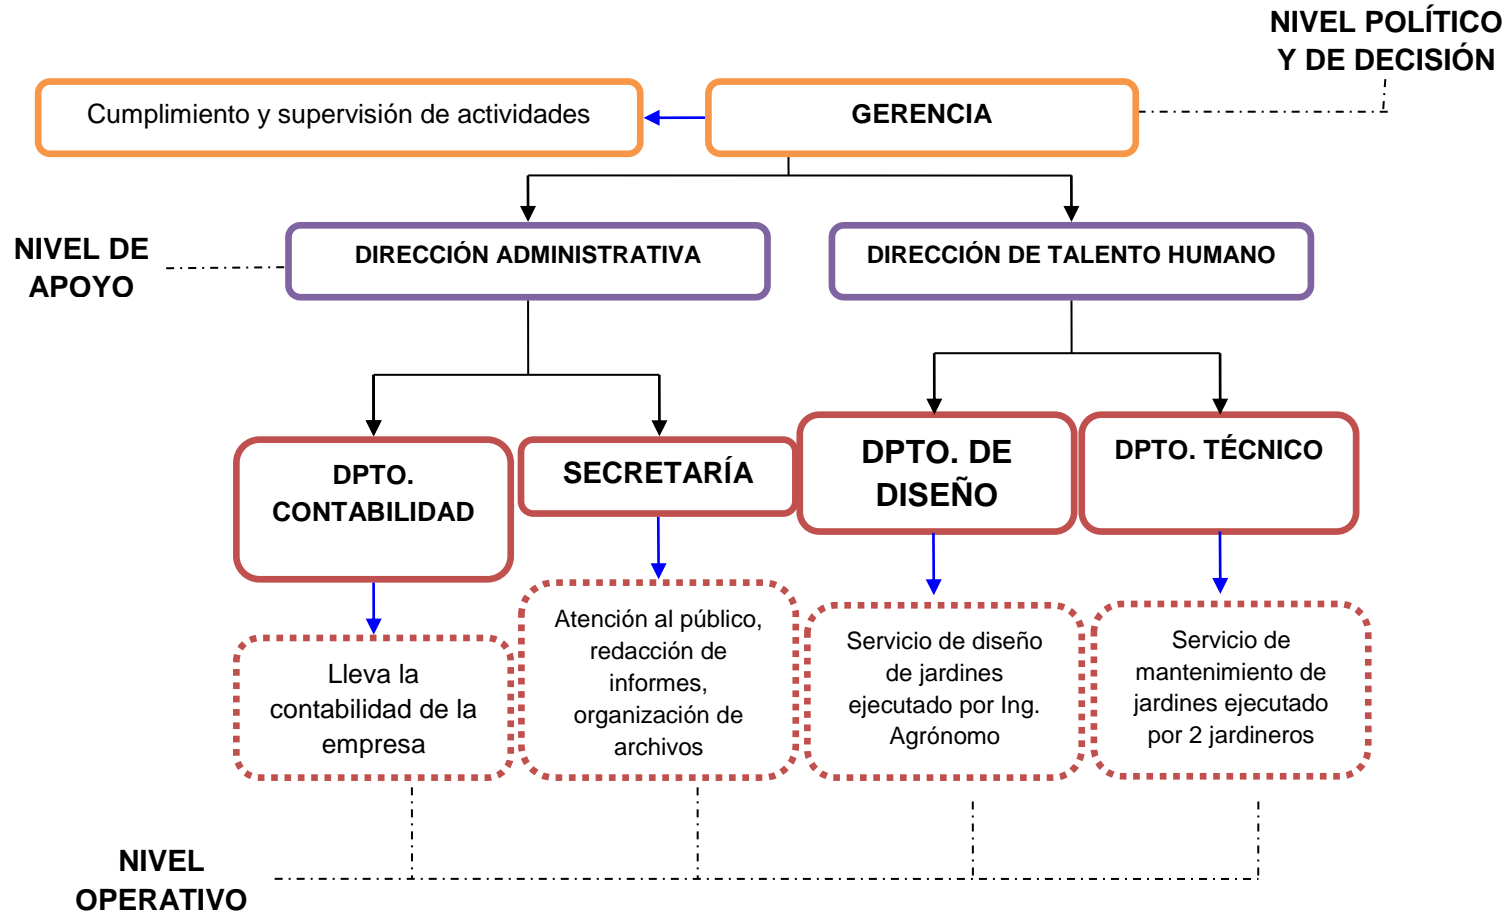 NIVEL POLÍTICO
Y DE DECISIÓN
Cumplimiento y supervisión de actividades
GERENCIA
NIVEL DE
APOYO
DIRECCIÓN ADMINISTRATIVA
DIRECCIÓN DE TALENTO HUMANO
DPTO.
CONTABILIDAD
SECRETARÍA
DPTO. DE
DISEÑO
DPTO. TÉCNICO
Lleva la
contabilidad de la
empresa
Atención al público,
redacción de
informes,
organización de
archivos
Servicio de diseño
de jardines
ejecutado por Ing.
Agrónomo
Servicio de
mantenimiento de
jardines ejecutado
por 2 jardineros
NIVEL
OPERATIVO